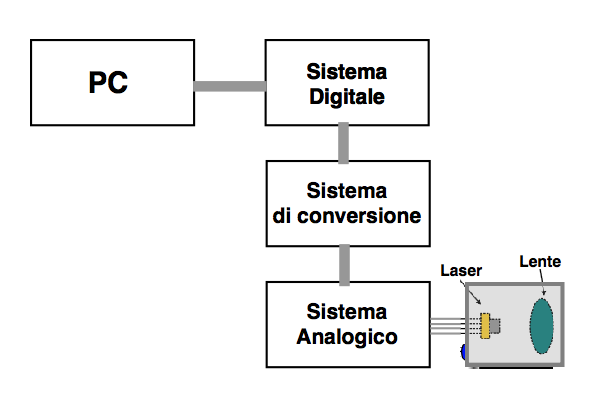 PC
Sistema
Digitale
Sistema
di conversione
Laser
Lente
Sistema
Analogico